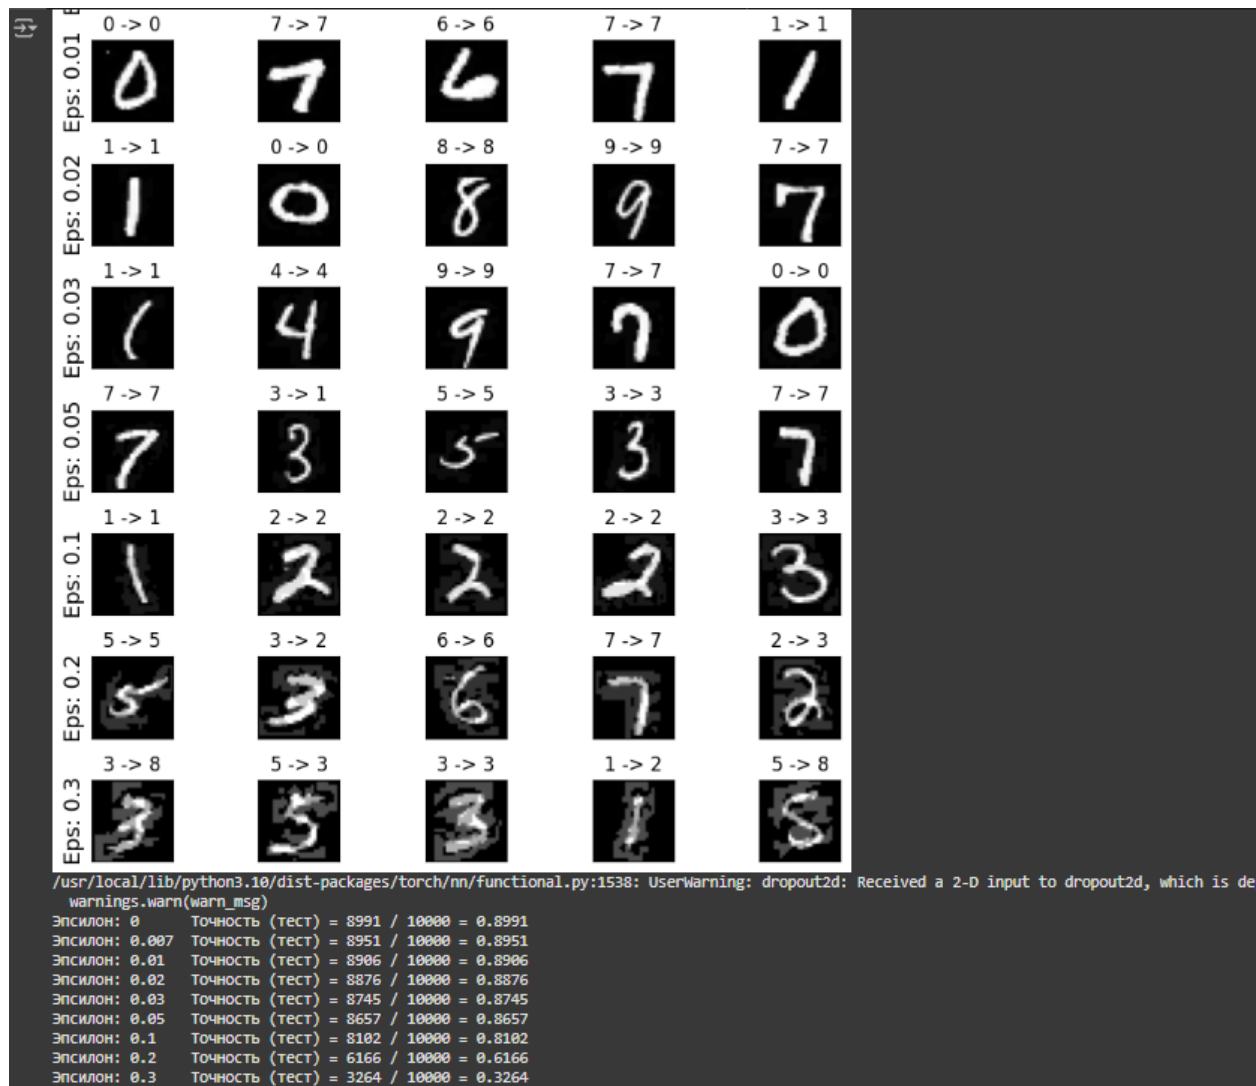 0 -> 0 7 -> 7 6 -> 6 7 -> 7 1 -> 1
Eps: 0.01
1 -> 1 0 -> 0 8 -> 8 9 -> 9 7 -> 7
Eps: 0.02
1 -> 1 4 -> 4 9 -> 9 7 -> 7 0 -> 0
Eps: 0.03
7 -> 7 3 -> 1 5 -> 5 3 -> 3 7 -> 7
Eps: 0.05
1 -> 1 2 -> 2 2 -> 2 2 -> 2 3 -> 3
Eps: 0.1
5 -> 5 3 -> 2 6 -> 6 7 -> 7 2 -> 3
Eps: 0.2
3 -> 8 5 -> 3 3 -> 3 1 -> 2 5 -> 8
Eps: 0.3
/usr/local/lib/python3.10/dist-packages/torch/nn/functional.py:1538: UserWarning: dropout2d: Received a 2-D input to dropout2d, which is de
warnings.warn(warn_msg)
Эпсилон: 0 Точность (тест) = 8991 / 10000 = 0.8991
Эпсилон: 0.007 Точность (тест) = 8951 / 10000 = 0.8951
Эпсилон: 0.01 Точность (тест) = 8906 / 10000 = 0.8906
Эпсилон: 0.02 Точность (тест) = 8876 / 10000 = 0.8876
Эпсилон: 0.03 Точность (тест) = 8745 / 10000 = 0.8745
Эпсилон: 0.05 Точность (тест) = 8657 / 10000 = 0.8657
Эпсилон: 0.1 Точность (тест) = 8102 / 10000 = 0.8102
Эпсилон: 0.2 Точность (тест) = 6166 / 10000 = 0.6166
Эпсилон: 0.3 Точность (тест) = 3264 / 10000 = 0.3264